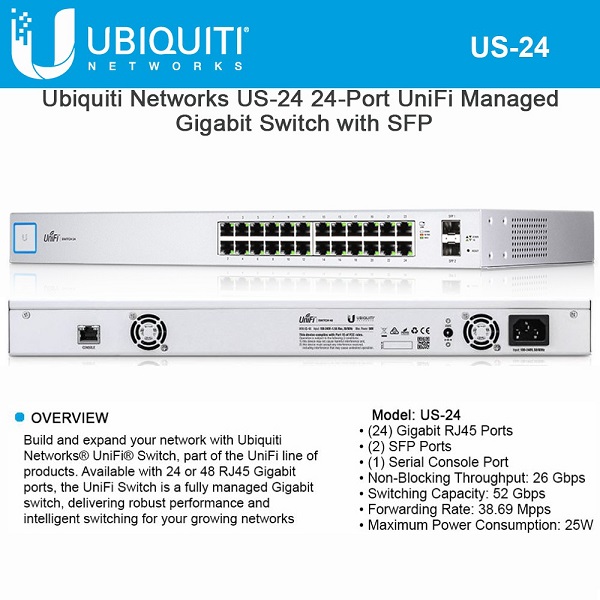 UBIQUITI
NETWORKS
US-24
Ubiquiti Networks US-24 24-Port UniFi Managed
Gigabit Switch with SFP
UniFi
UniFi
UBIQUITI
NETWORKS
CONSOLE
OVERVIEW
Build and expand your network with Ubiquiti
Networks® UniFi® Switch, part of the UniFi line of
products. Available with 24 or 48 RJ45 Gigabit
ports, the UniFi Switch is a fully managed Gigabit
switch, delivering robust performance and
intelligent switching for your growing networks
Model: US-24
• (24) Gigabit RJ45 Ports
• (2) SFP Ports
• (1) Serial Console Port
• Non-Blocking Throughput: 26 Gbps
• Switching Capacity: 52 Gbps
• Forwarding Rate: 38.69 Mpps
• Maximum Power Consumption: 25W